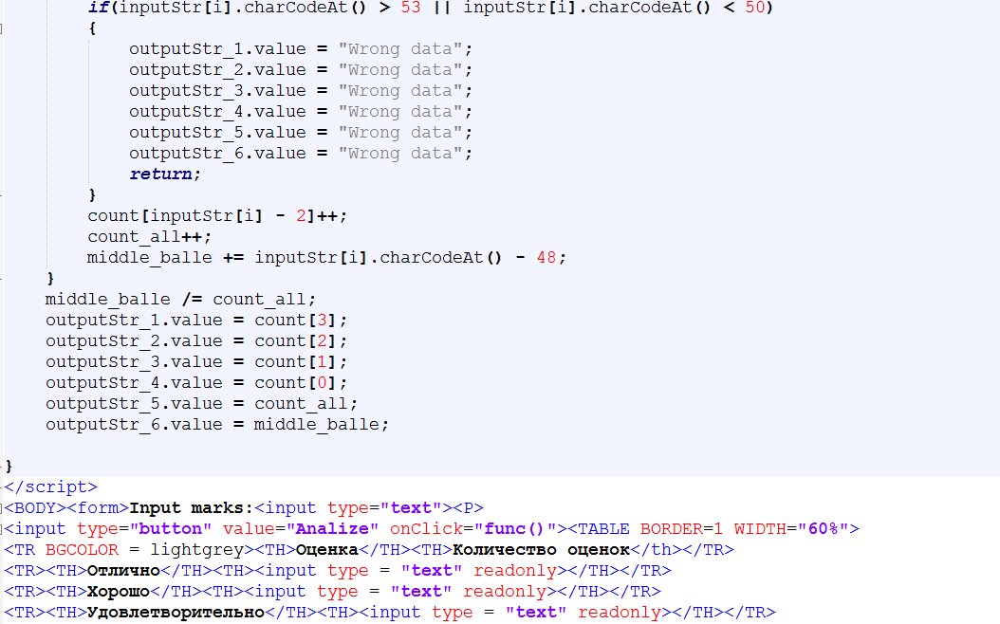 if(inputStr[i].charCodeAt() > 53 || inputStr[i].charCodeAt() < 50)
{
outputStr_1.value = "Wrong data";
outputStr_2.value = "Wrong data";
outputStr_3.value = "Wrong data";
outputStr_4.value = "Wrong data";
outputStr_5.value = "Wrong data";
outputStr_6.value = "Wrong data";
return;
}
count[inputStr[i] - 2]++;
count_all++;
middle_balle += inputStr[i].charCodeAt() - 48;
}
middle_balle /= count_all;
outputStr_1.value = count[3];
outputStr_2.value = count[2];
outputStr_3.value = count[1];
outputStr_4.value = count[0];
outputStr_5.value = count_all;
outputStr_6.value = middle_balle;
}
</script>
<BODY><form>Input marks:<input type="text"><P>
<input type="button" value="Analize" onClick="func()"><TABLE BORDER=1 WIDTH="60%">
<TR BGCOLOR = lightgrey><TH>Оценка</TH><TH>Количество оценок</th></TR>
<TR><TH>Отлично</TH><TH><input type = "text" readonly></TH></TR>
<TR><TH>Хорошо</TH><TH><input type = "text" readonly></TH></TR>
<TR><TH>Удовлетворительно</TH><TH><input type = "text" readonly></TH></TR>